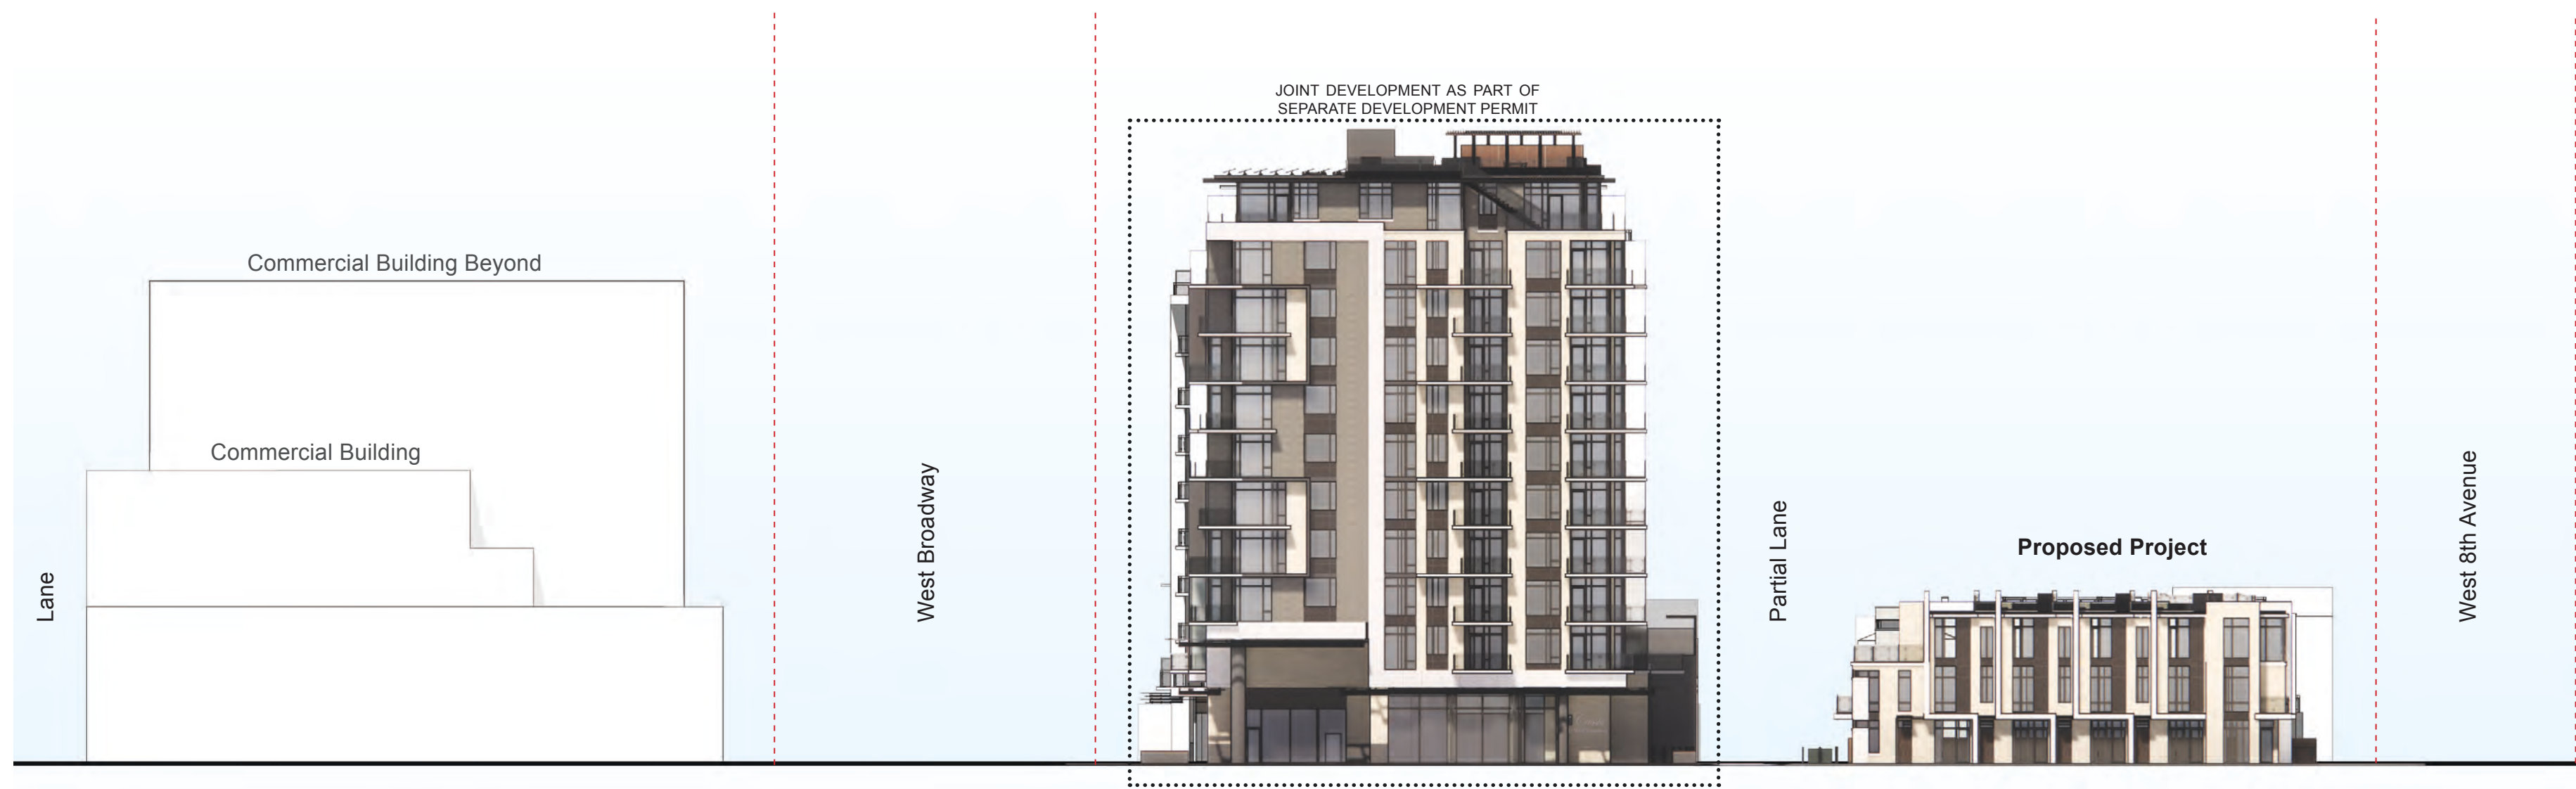 JOINT DEVELOPMENT AS PART OF
SEPARATE DEVELOPMENT PERMIT
Commercial Building Beyond
Commercial Building
Lane
West Broadway
Partial Lane
Proposed Project
West 8th Avenue